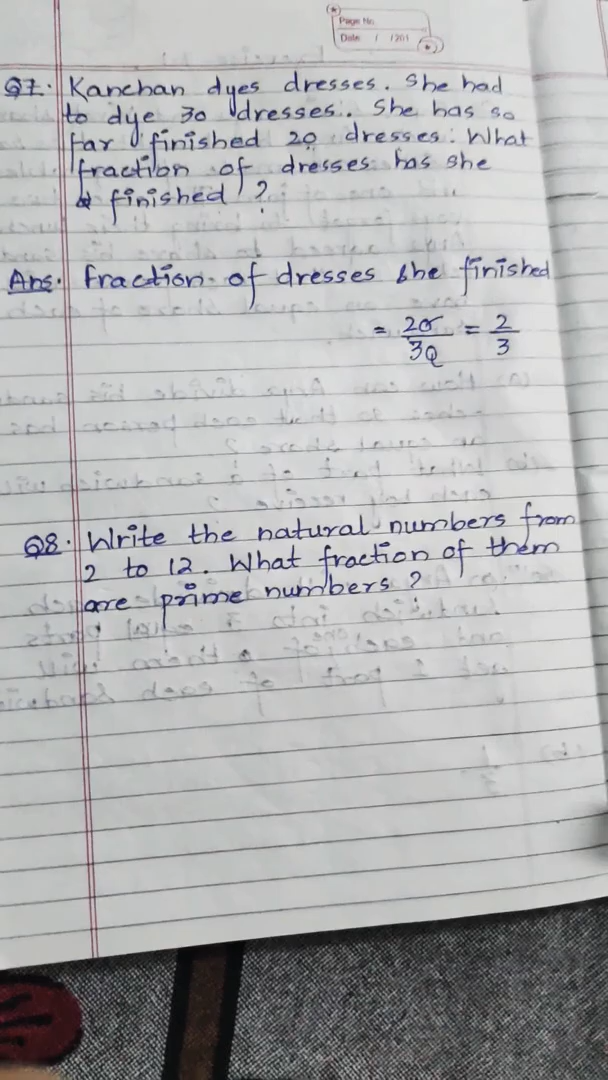 Page No.
Date / /201
Q7. Kanchan dyes dresses. She had
to dye 30 dresses. She has so
far finished 20 dresses. What
fraction of dresses has she
finished ?
Ans. Fraction of dresses she finished
= 20/30 = 2/3
Q8. Write the natural numbers from
2 to 12. What fraction of them
are prime numbers ?